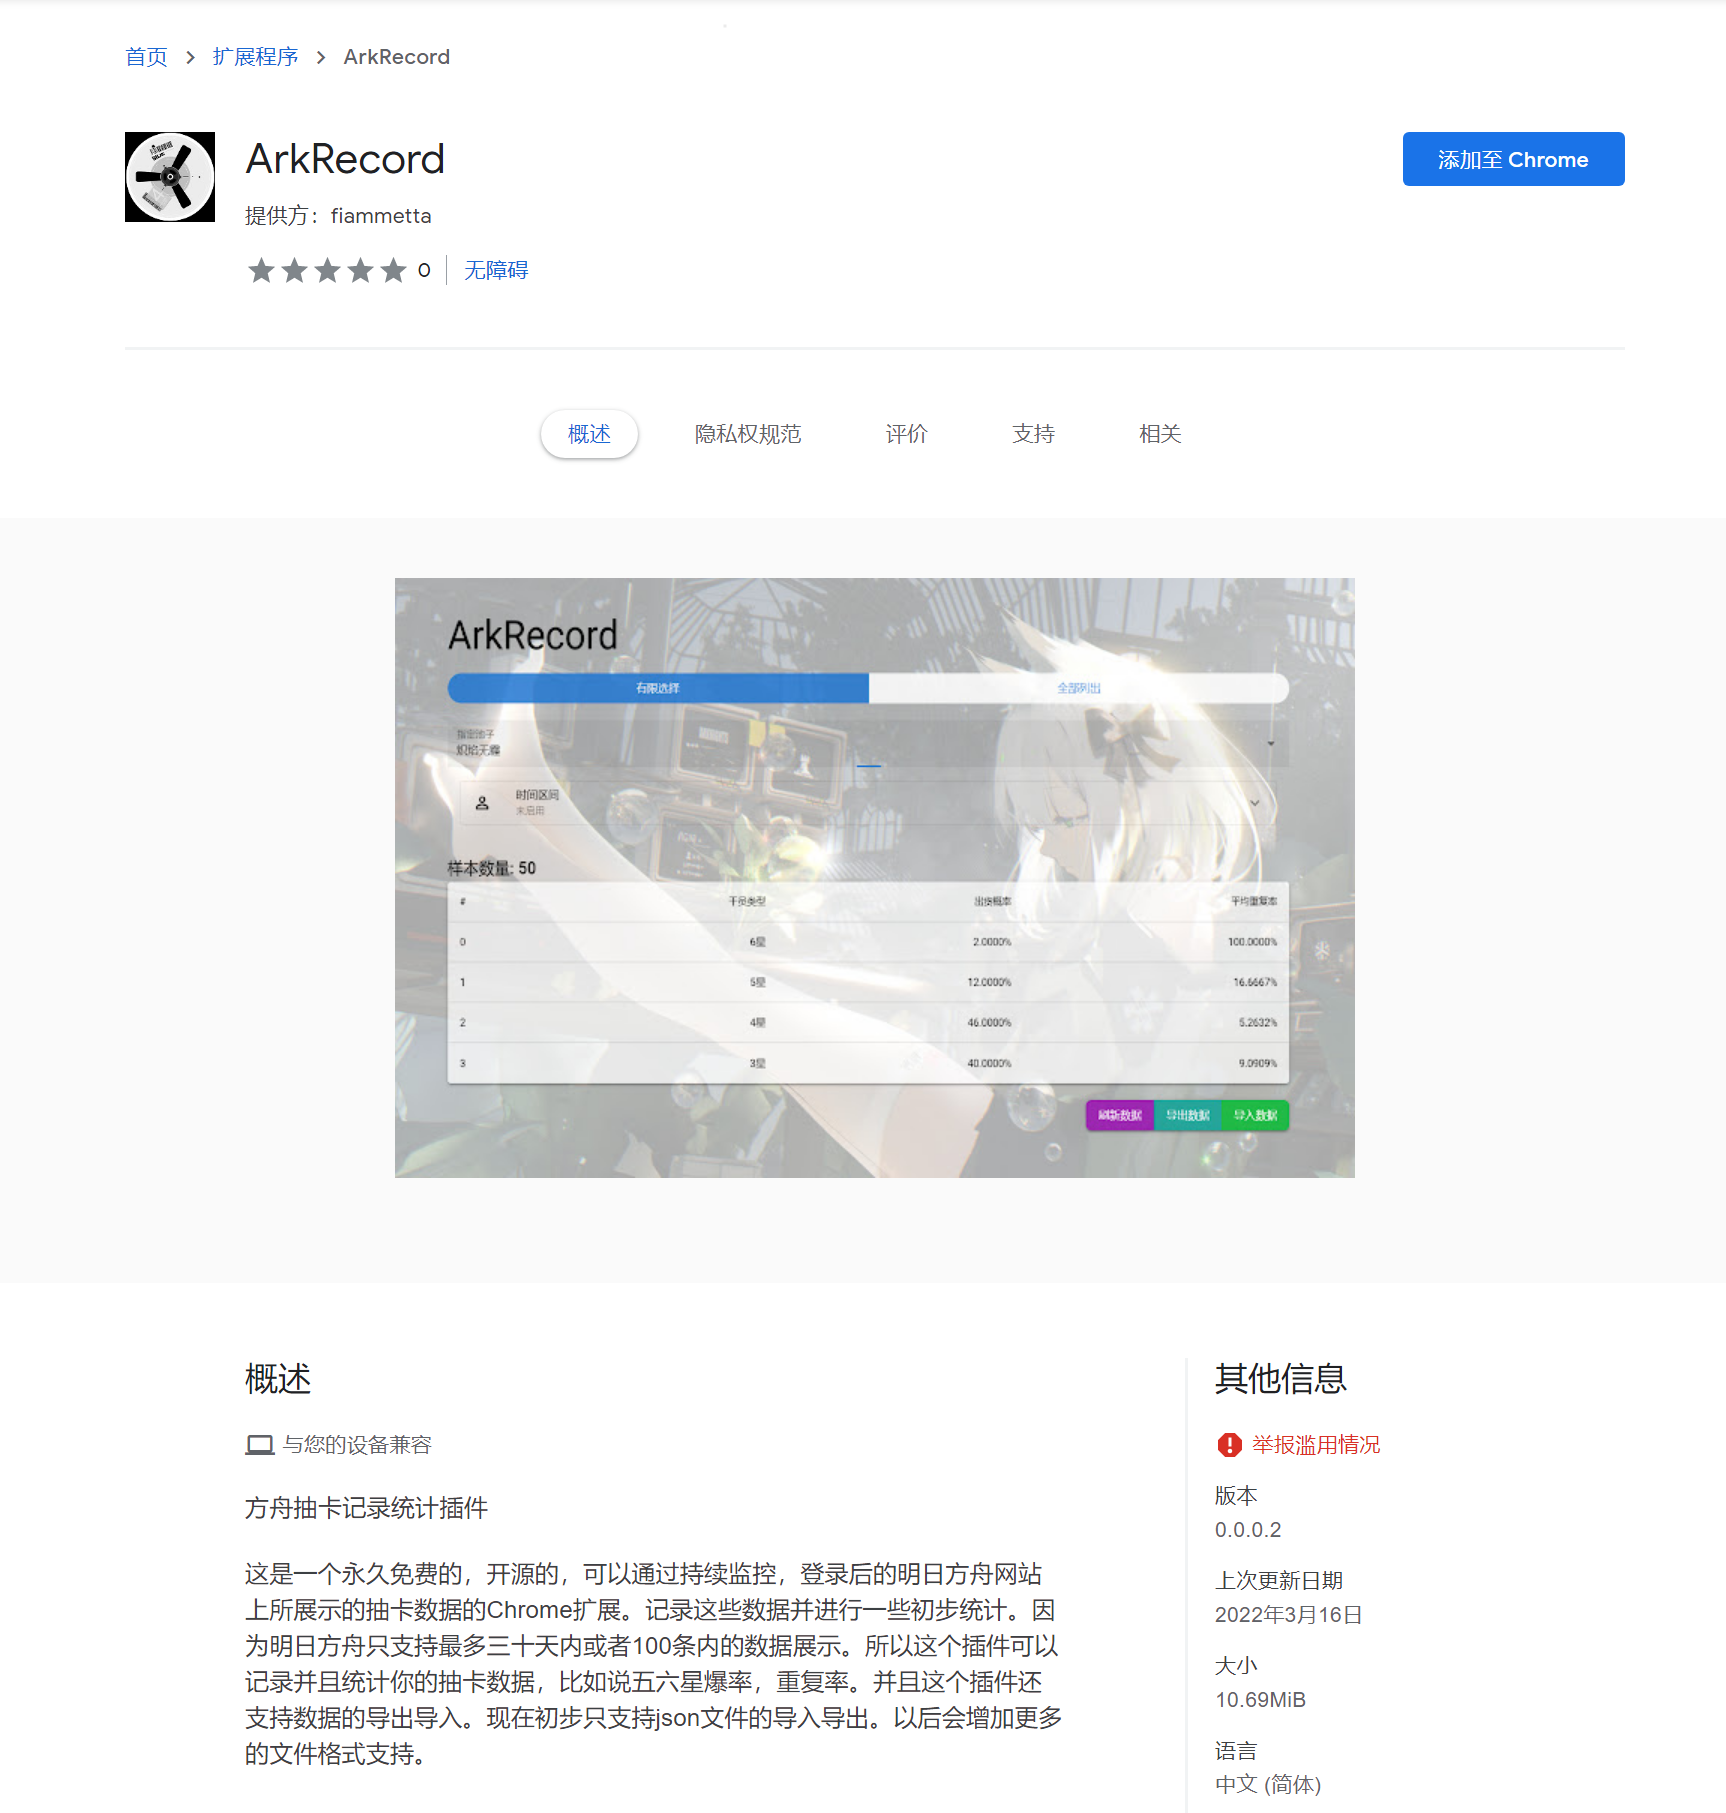 首页 > 扩展程序 > ArkRecord
ArkRecord
添加至 Chrome
提供方：fiammetta
0
无障碍
概述
隐私权规范
评价
支持
相关
ArkRecord
有限选择
全部列出
指定池子
时间区间
未启用
样本数量: 50
# 干员类型 出货概率 平均重复率
0 6星 2.0000% 100.0000%
1 5星 12.0000% 16.6667%
2 4星 46.0000% 5.2632%
3 3星 40.0000% 9.0909%
刷新数据 导出数据 导入数据
概述
与您的设备兼容
方舟抽卡记录统计插件
这是一个永久免费的，开源的，可以通过持续监控，登录后的明日方舟网站
上所展示的抽卡数据的Chrome扩展。记录这些数据并进行一些初步统计。因
为明日方舟只支持最多三十天内或者100条内的数据展示。所以这个插件可以
记录并且统计你的抽卡数据，比如说五六星爆率，重复率。并且这个插件还
支持数据的导出导入。现在初步只支持json文件的导入导出。以后会增加更多
的文件格式支持。
其他信息
举报滥用情况
版本
0.0.0.2
上次更新日期
2022年3月16日
大小
10.69MiB
语言
中文 (简体)